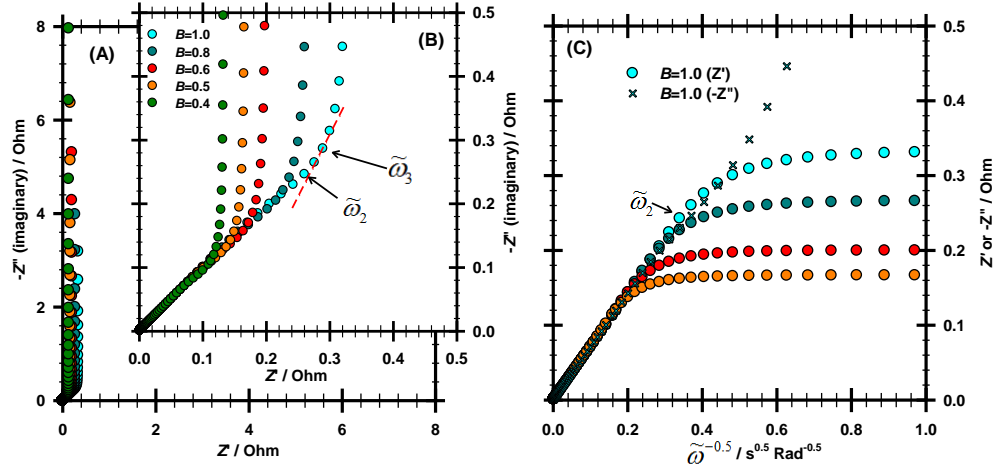 (A)
8
6
4
2
0
-Z'' (imaginary) / Ohm
0
2
4
6
8
Z' / Ohm
(B)
B=1.0
B=0.8
B=0.6
B=0.5
B=0.4
ω̃₃
ω̃₂
0.5
0.4
0.3
0.2
0.1
0.0
-Z'' (imaginary) / Ohm
0.0
0.1
0.2
0.3
0.4
0.5
Z' / Ohm
(C)
B=1.0 (Z')
B=1.0 (-Z'')
ω̃₂
0.5
0.4
0.3
0.2
0.1
0.0
Z' or -Z'' / Ohm
0.0
0.2
0.4
0.6
0.8
1.0
ω̃^-0.5 / s^0.5 Rad^-0.5